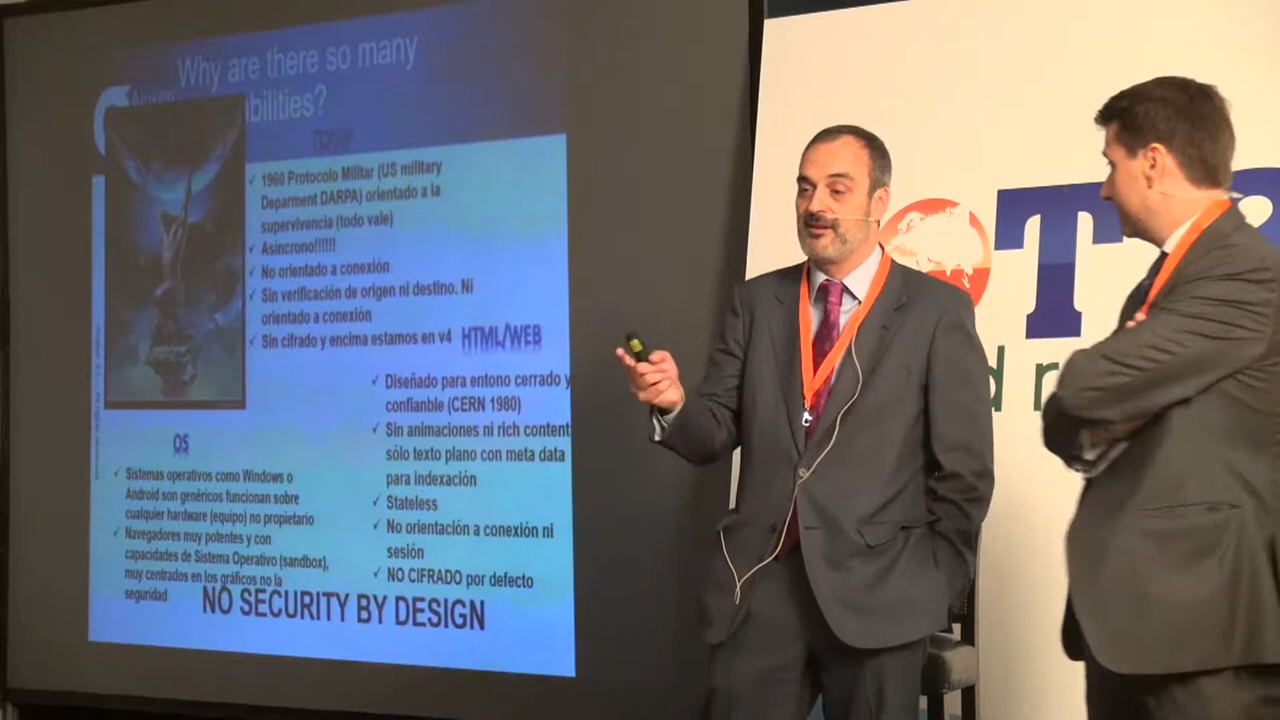 Why are there so many
bilities?
✓ 1960 Protocolo Militar (US military
Deparment DARPA) orientado a la
supervivencia (todo vale)
✓ Asincrono!!!!!!
✓ No orientado a conexión
✓ Sin verificación de origen ni destino. Ni
orientado a conexión
✓ Sin cifrado y encima estamos en v4
HTML/WEB
✓ Diseñado para entono cerrado y
confianble (CERN 1980)
✓ Sin animaciones ni rich content
sólo texto plano con meta data
para indexación
✓ Stateless
✓ No orientación a conexión ni
sesión
✓ NO CIFRADO por defecto
OS
✓ Sistemas operativos como Windows o
Android son genéricos funcionan sobre
cualquier hardware (equipo) no propietario
✓ Navegadores muy potentes y con
capacidades de Sistema Operativo (sandbox),
muy centrados en los gráficos no la
seguridad
NO SECURITY BY DESIGN
T
d r